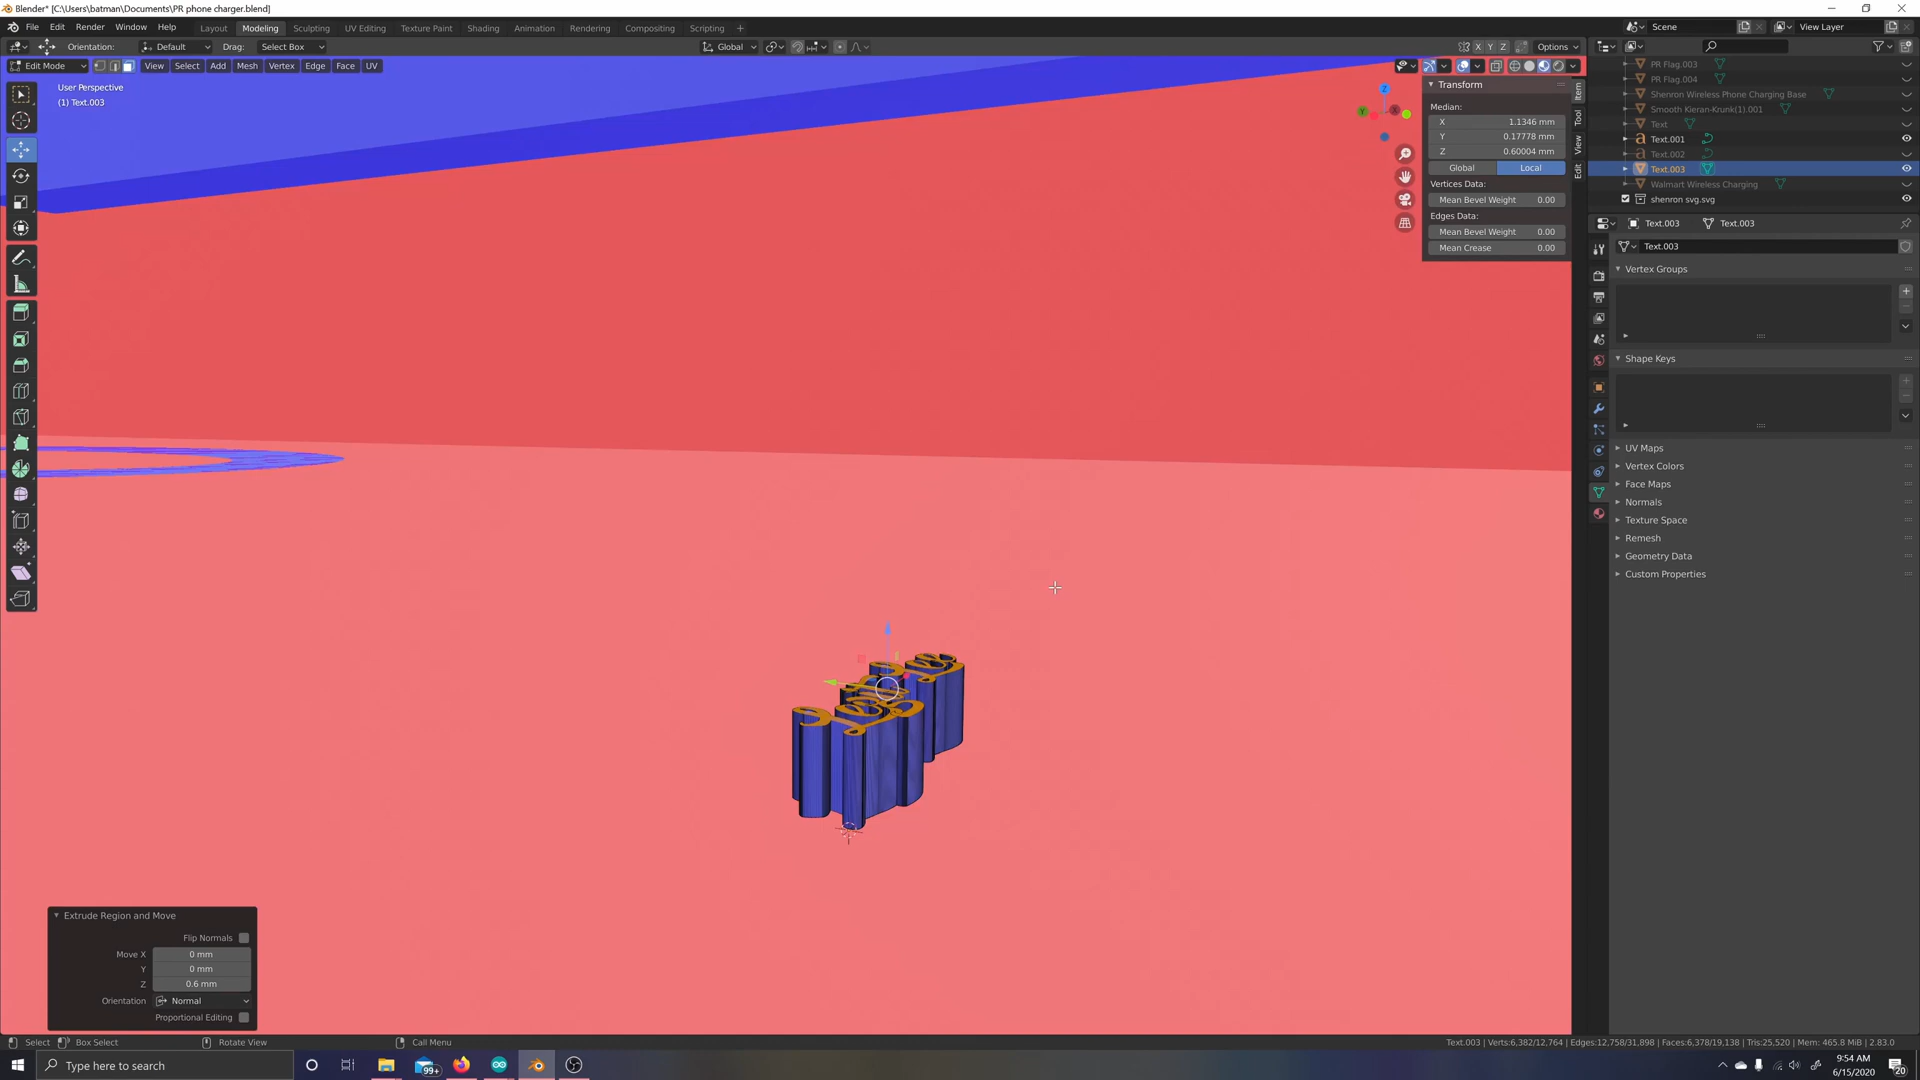 Blender* [C:\Users\batman\Documents\PR phone charger.blend]
File Edit Render Window Help Layout Modeling Sculpting UV Editing Texture Paint Shading Animation Rendering Compositing Scripting + Scene View Layer
Orientation: Default Drag: Select Box Global X Y Z Options
Edit Mode View Select Add Mesh Vertex Edge Face UV
User Perspective
(1) Text.003
Transform
Median:
X 1.1346 mm
Y 0.17778 mm
Z 0.60004 mm
Global Local
Vertices Data:
Mean Bevel Weight 0.00
Edges Data:
Mean Bevel Weight 0.00
Mean Crease 0.00
Item
Tool
View
Edit
Z
Y
X
PR Flag.003
PR Flag.004
Shenron Wireless Phone Charging Base
Smooth Kieran-Krunk(1).001
Text
Text.001
Text.002
Text.003
Walmart Wireless Charging
shenron svg.svg
Text.003 Text.003
Text.003
Vertex Groups
Shape Keys
UV Maps
Vertex Colors
Face Maps
Normals
Texture Space
Remesh
Geometry Data
Custom Properties
Extrude Region and Move
Flip Normals
Move X 0 mm
Y 0 mm
Z 0.6 mm
Orientation Normal
Proportional Editing
Select Box Select Rotate View Call Menu
Text.003 | Verts:6,382/12,764 | Edges:12,758/31,898 | Faces:6,378/19,138 | Tris:25,520 | Mem: 465.8 MiB | 2.83.0
Type here to search
99+
9:54 AM
6/15/2020
20